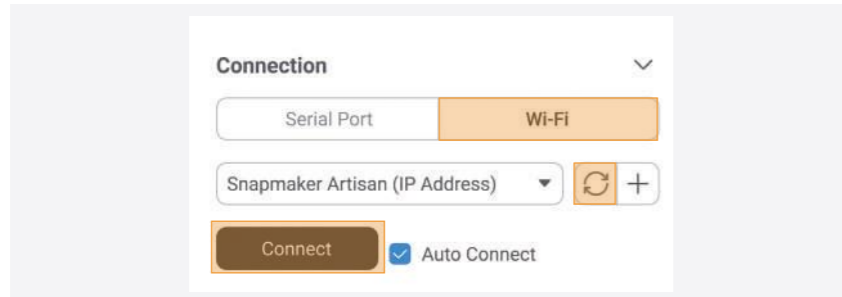 Connection
Serial Port Wi-Fi
Snapmaker Artisan (IP Address)
Connect Auto Connect